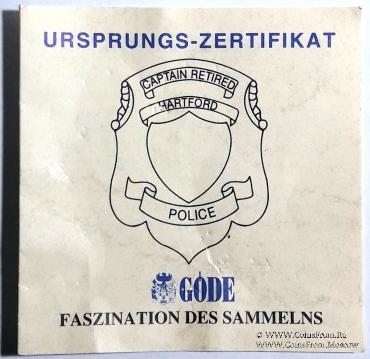 URSPRUNGS-ZERTIFIKAT
CAPTAIN RETIRED
HARTFORD
POLICE
GÖDE
FASZINATION DES SAMMELNS
© www.CoinsFrom.Ru
www.CoinsFrom.Moscow